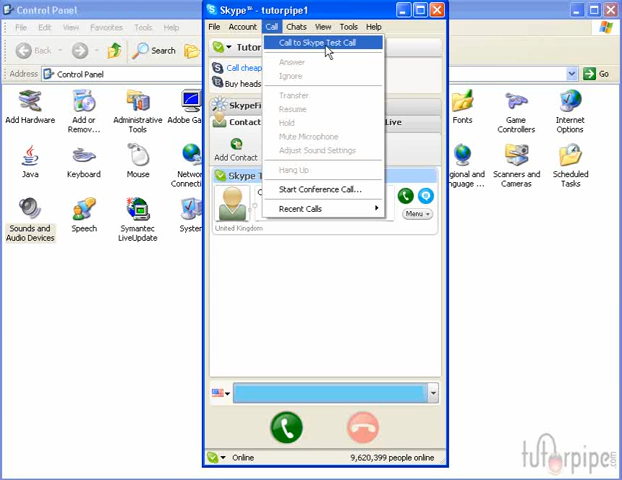 Control Panel
File Edit View Favorites
Back
Address Control Panel Go
Skype™ - tutorpipe1
File Account Call Chats View Tools Help
Tutor
Call cheap
Buy heads
SkypeFi
Contact
Live
Add Contact
Call to Skype Test Call
Answer
Ignore
Transfer
Resume
Hold
Mute Microphone
Adjust Sound Settings
Hang Up
Start Conference Call...
Recent Calls
Skype T
Menu
United Kingdom
Online 9,620,399 people online
Add Hardware
Add or Remov...
Administrative Tools
Adobe Ga
Fonts
Game Controllers
Internet Options
Java
Keyboard
Mouse
Network Connectio
gional and
Language ...
Scanners and Cameras
Scheduled Tasks
Sounds and Audio Devices
Speech
Symantec LiveUpdate
System
tutorpipe
.com